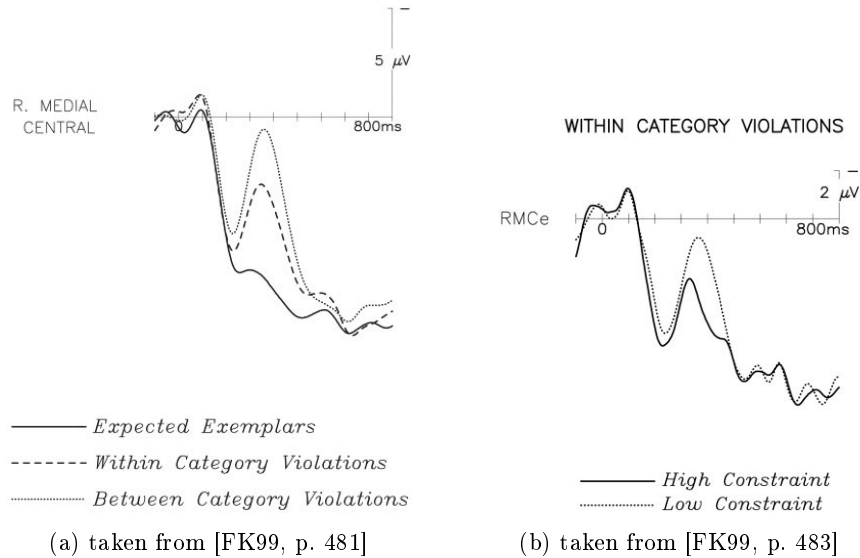 5 μV
R. MEDIAL
CENTRAL
0
800ms
Expected Exemplars
Within Category Violations
Between Category Violations
(a) taken from [FK99, p. 481]
WITHIN CATEGORY VIOLATIONS
2 μV
RMCe
0
800ms
High Constraint
Low Constraint
(b) taken from [FK99, p. 483]